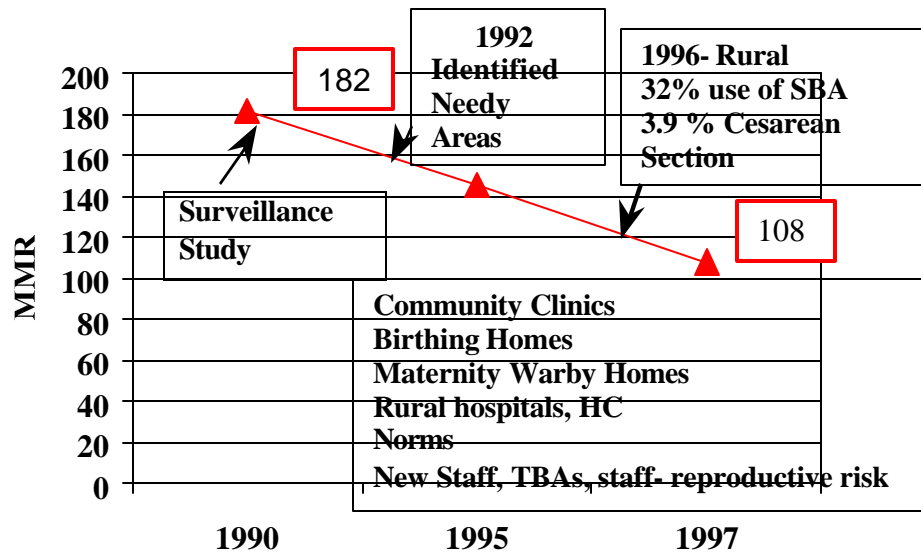 1992
Identified
Needy
Areas
1996- Rural
32% use of SBA
3.9 % Cesarean
Section
182
108
Surveillance
Study
Community Clinics
Birthing Homes
Maternity Warby Homes
Rural hospitals, HC
Norms
New Staff, TBAs, staff- reproductive risk
MMR
200
180
160
140
120
100
80
60
40
20
0
1990 1995 1997